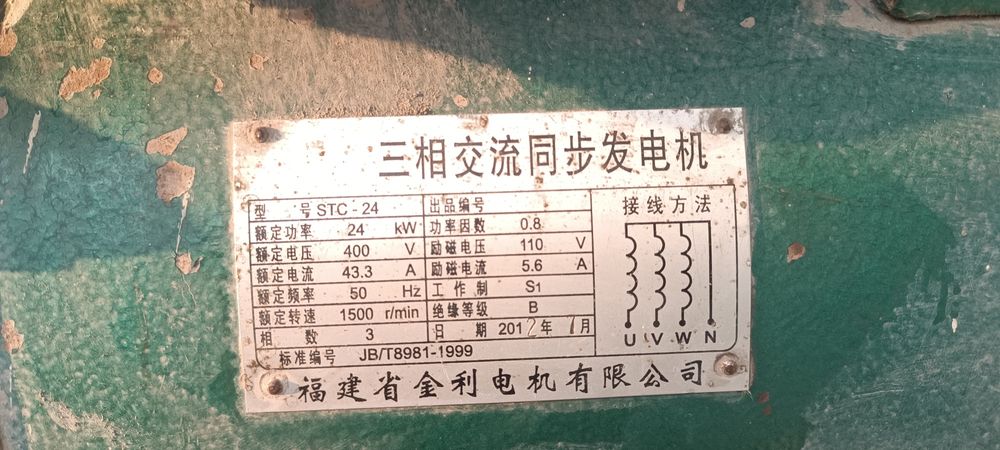 三相交流同步发电机
型 号 STC-24 出品编号
额定功率 24 kW 功率因数 0.8
额定电压 400 V 励磁电压 110 V
额定电流 43.3 A 励磁电流 5.6 A
额定频率 50 Hz 工作制 S1
额定转速 1500 r/min 绝缘等级 B
相 数 3 日 期 2012年1月
标准编号 JB/T8981-1999
接线方法
U V W N
福建省金利电机有限公司